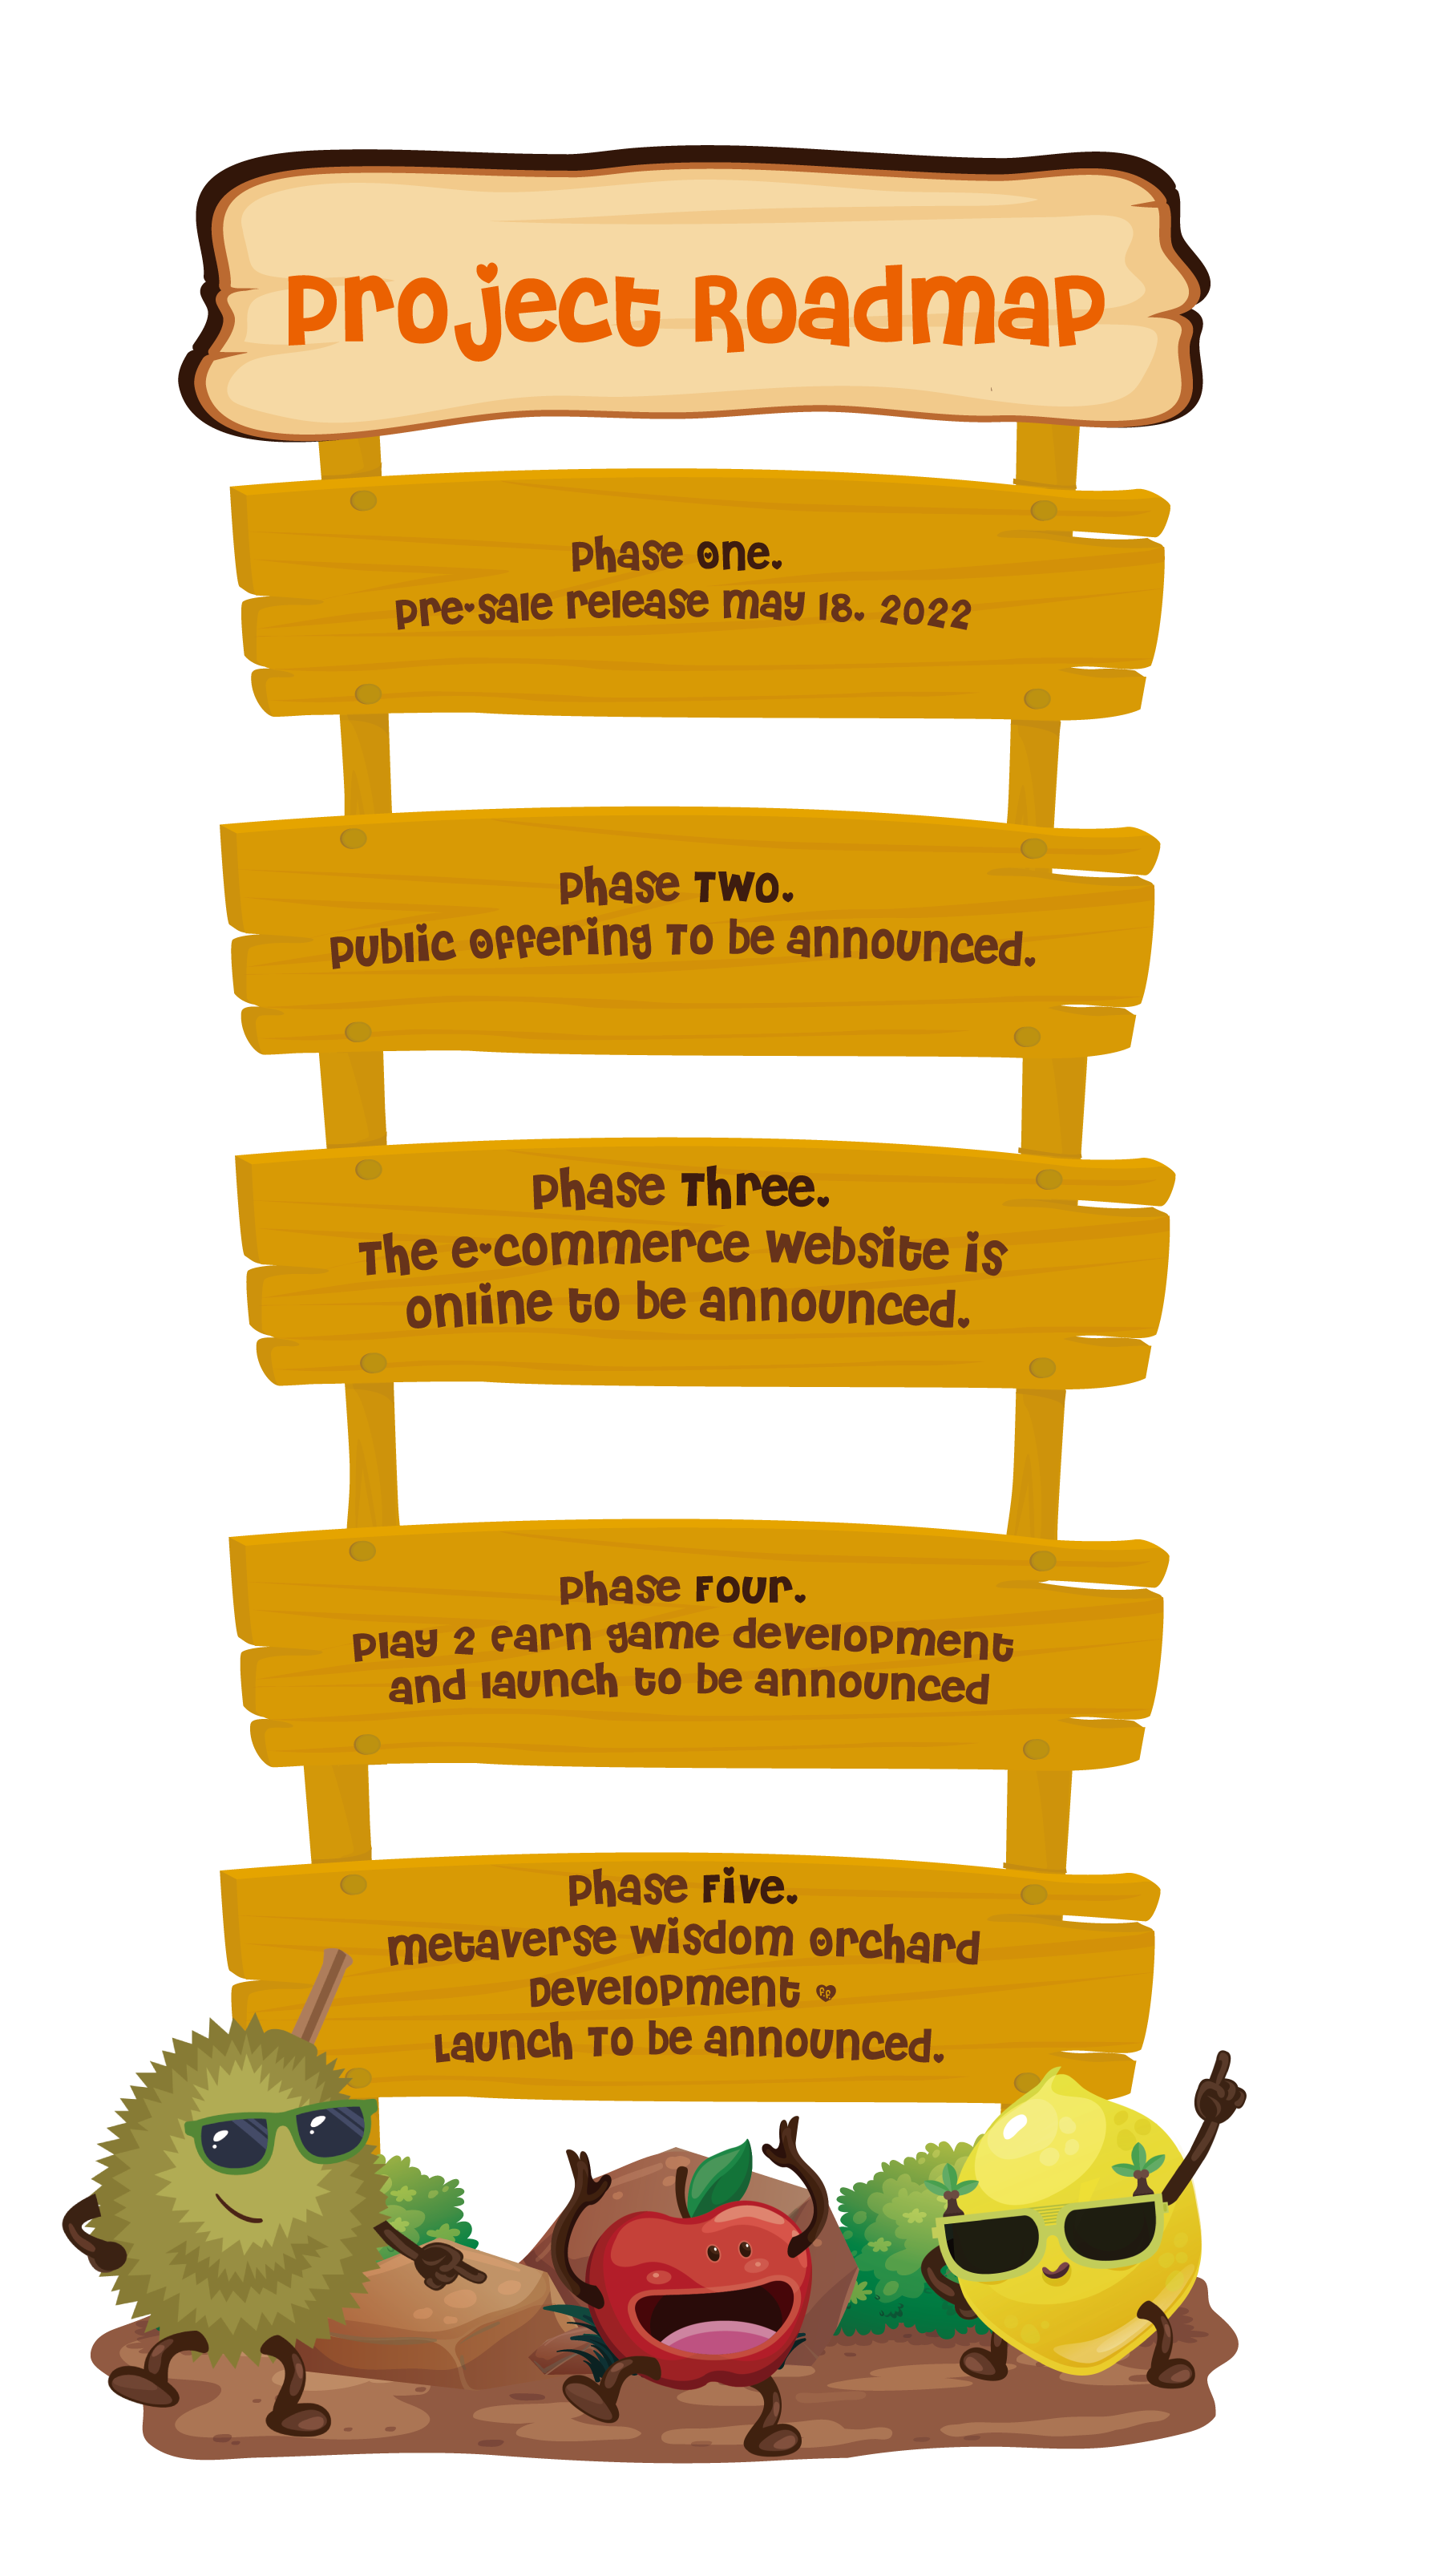 Project Roadmap
Phase One.
Pre-sale release may 18. 2022
Phase Two.
Public Offering To be announced.
Phase Three.
The e-commerce website is
online to be announced.
Phase Four.
Play 2 earn game development
and launch to be announced
Phase Five.
metaverse wisdom Orchard
Development
Launch To be announced.